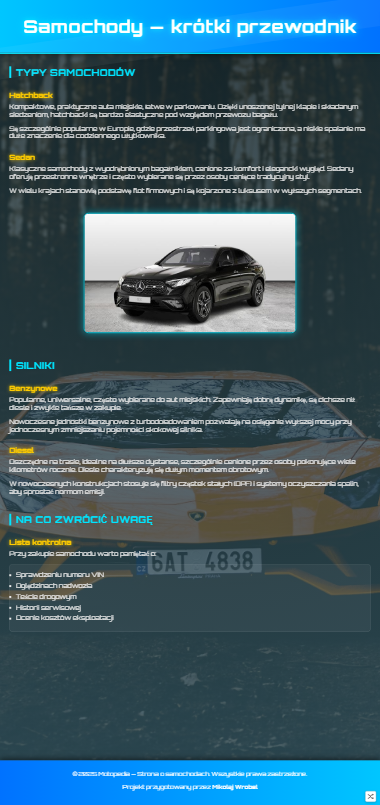 Samochody — krótki przewodnik
TYPY SAMOCHODÓW
Hatchback
Kompaktowe, praktyczne auta miejskie, łatwe w parkowaniu. Dzięki unoszonej tylnej klapie i składanym
siedzeniom, hatchbacki są bardzo elastyczne pod względem przewozu bagażu.
Są szczególnie popularne w Europie, gdzie przestrzeń parkingowa jest ograniczona, a niskie spalanie ma
duże znaczenie dla codziennego użytkownika.
Sedan
Klasyczne samochody z wyodrębnionym bagażnikiem, cenione za komfort i elegancki wygląd. Sedany
oferują przestronne wnętrze i często wybierane są przez osoby ceniące tradycyjny styl.
W wielu krajach stanowią podstawę flot firmowych i są kojarzone z luksusem w wyższych segmentach.
SILNIKI
Benzynowe
Popularne, uniwersalne, często wybierane do aut miejskich. Zapewniają dobrą dynamikę, są cichsze niż
diesle i zwykle tańsze w zakupie.
Nowoczesne jednostki benzynowe z turbodoładowaniem pozwalają na osiąganie wyższej mocy przy
jednoczesnym zmniejszaniu pojemności skokowej silnika.
Diesel
Oszczędne na trasie, idealne na dłuższe dystanse, szczególnie cenione przez osoby pokonujące wiele
kilometrów rocznie. Diesle charakteryzują się dużym momentem obrotowym.
W nowoczesnych konstrukcjach stosuje się filtry cząstek stałych (DPF) i systemy oczyszczania spalin,
aby sprostać normom emisji.
NA CO ZWRÓCIĆ UWAGĘ
Lista kontrolna
Przy zakupie samochodu warto pamiętać o:
6AT 4838
CZ
• Sprawdzeniu numeru VIN
• Oględzinach nadwozia
• Teście drogowym
• Historii serwisowej
• Ocenie kosztów eksploatacji
© 2025 Motopedia — Strona o samochodach. Wszystkie prawa zastrzeżone.
Projekt przygotowany przez Mikołaj Wrobel